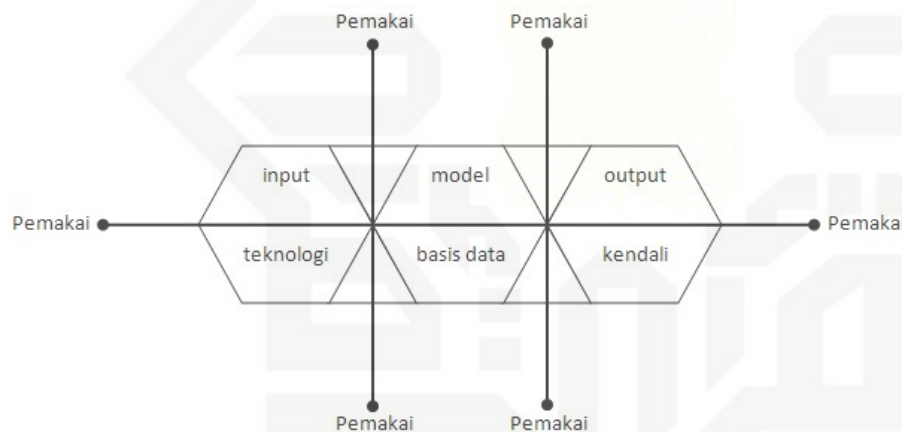 Pemakai Pemakai
input model output
Pemakai Pemakai
teknologi basis data kendali
Pemakai Pemakai